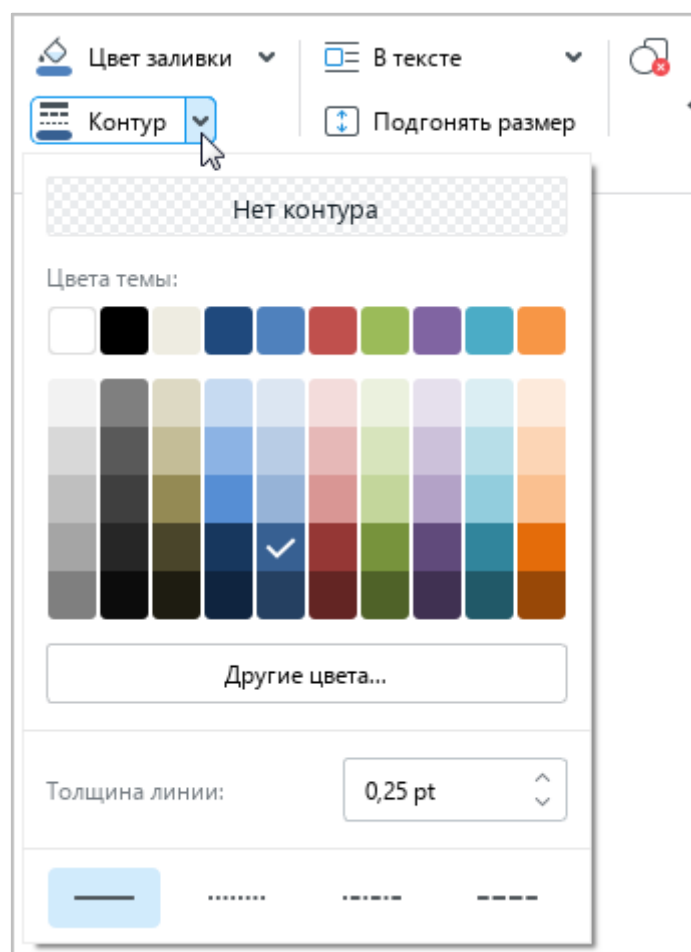 Цвет заливки
В тексте
Контур
Подгонять размер
Нет контура
Цвета темы:
Другие цвета...
Толщина линии:
0,25 pt